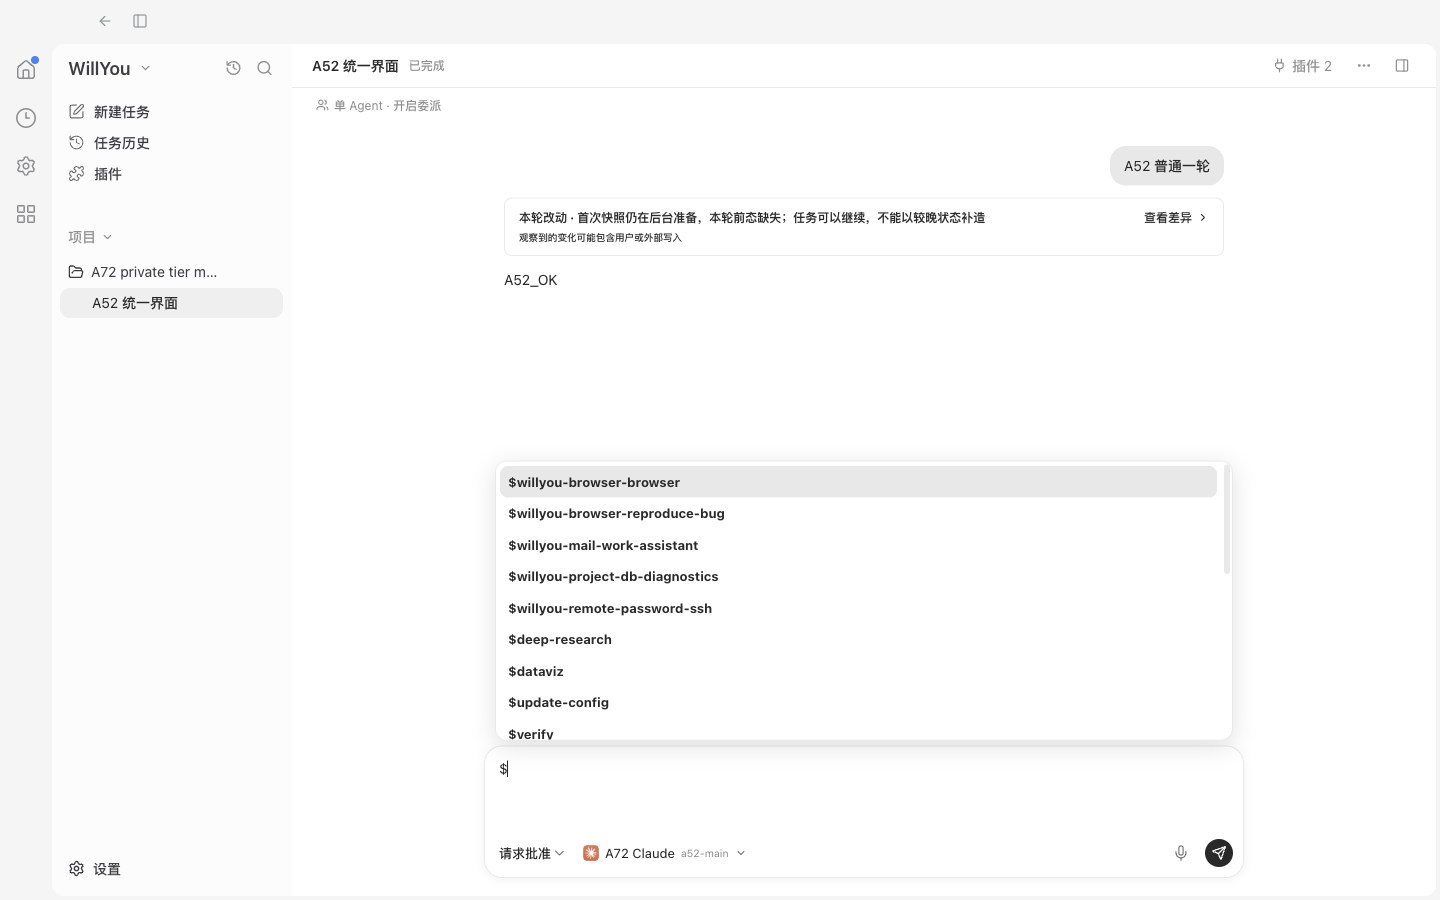 WillYou
新建任务
任务历史
插件
项目
A72 private tier m...
A52 统一界面
设置
A52 统一界面 已完成
插件 2
单 Agent · 开启委派
A52 普通一轮
本轮改动 · 首次快照仍在后台准备，本轮前态缺失；任务可以继续，不能以较晚状态补造
查看差异
观察到的变化可能包含用户或外部写入
A52_OK
$willyou-browser-browser
$willyou-browser-reproduce-bug
$willyou-mail-work-assistant
$willyou-project-db-diagnostics
$willyou-remote-password-ssh
$deep-research
$dataviz
$update-config
$verify
$
请求批准
A72 Claude a52-main